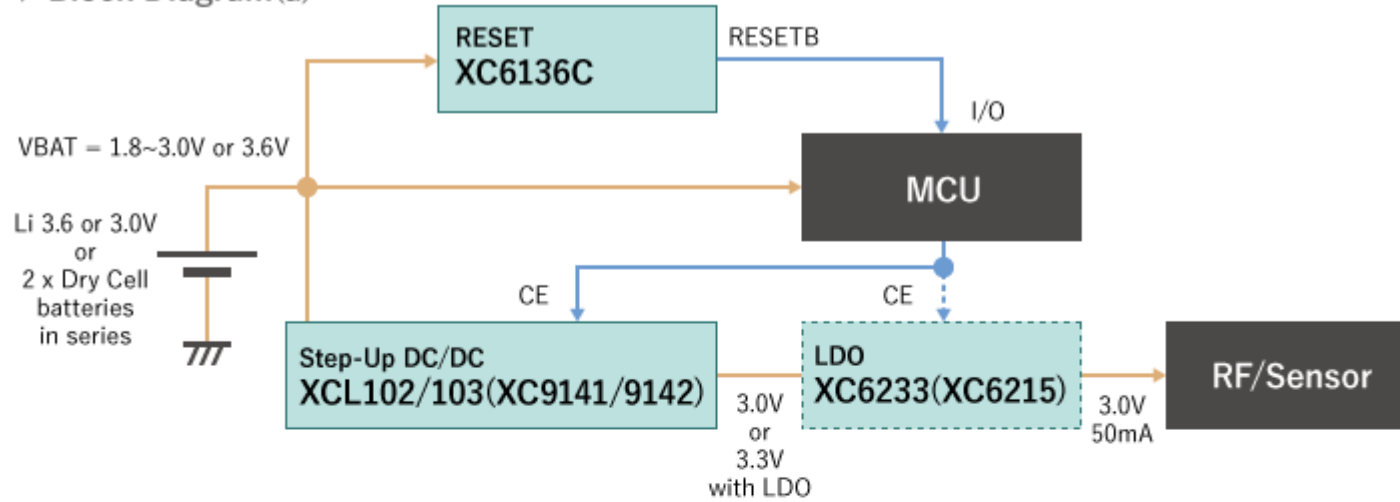 Block Diagram(a)
RESET
XC6136C
RESETB
I/O
VBAT = 1.8~3.0V or 3.6V
MCU
Li 3.6 or 3.0V
or
2 x Dry Cell
batteries
in series
CE
CE
Step-Up DC/DC
XCL102/103(XC9141/9142)
LDO
XC6233(XC6215)
RF/Sensor
3.0V
or
3.3V
with LDO
3.0V
50mA